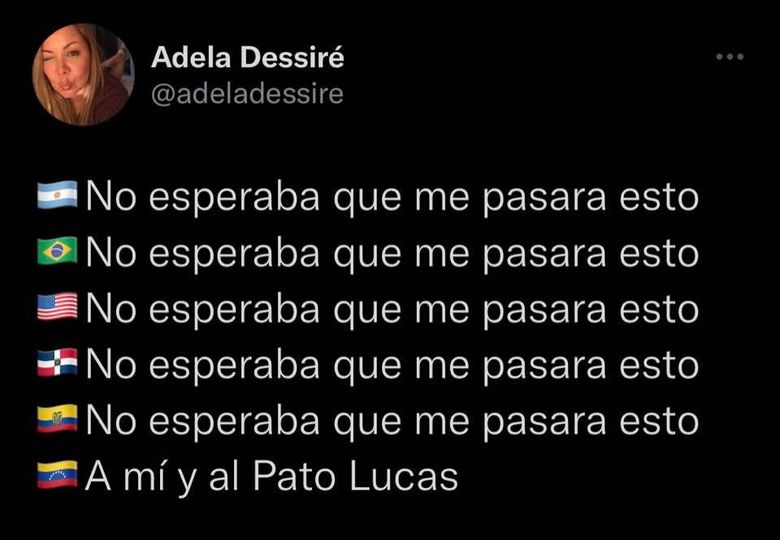 Adela Dessiré
@adeladessire
🇦🇷No esperaba que me pasara esto
🇧🇷No esperaba que me pasara esto
🇺🇸No esperaba que me pasara esto
🇩🇴No esperaba que me pasara esto
🇪🇨No esperaba que me pasara esto
🇻🇪A mí y al Pato Lucas